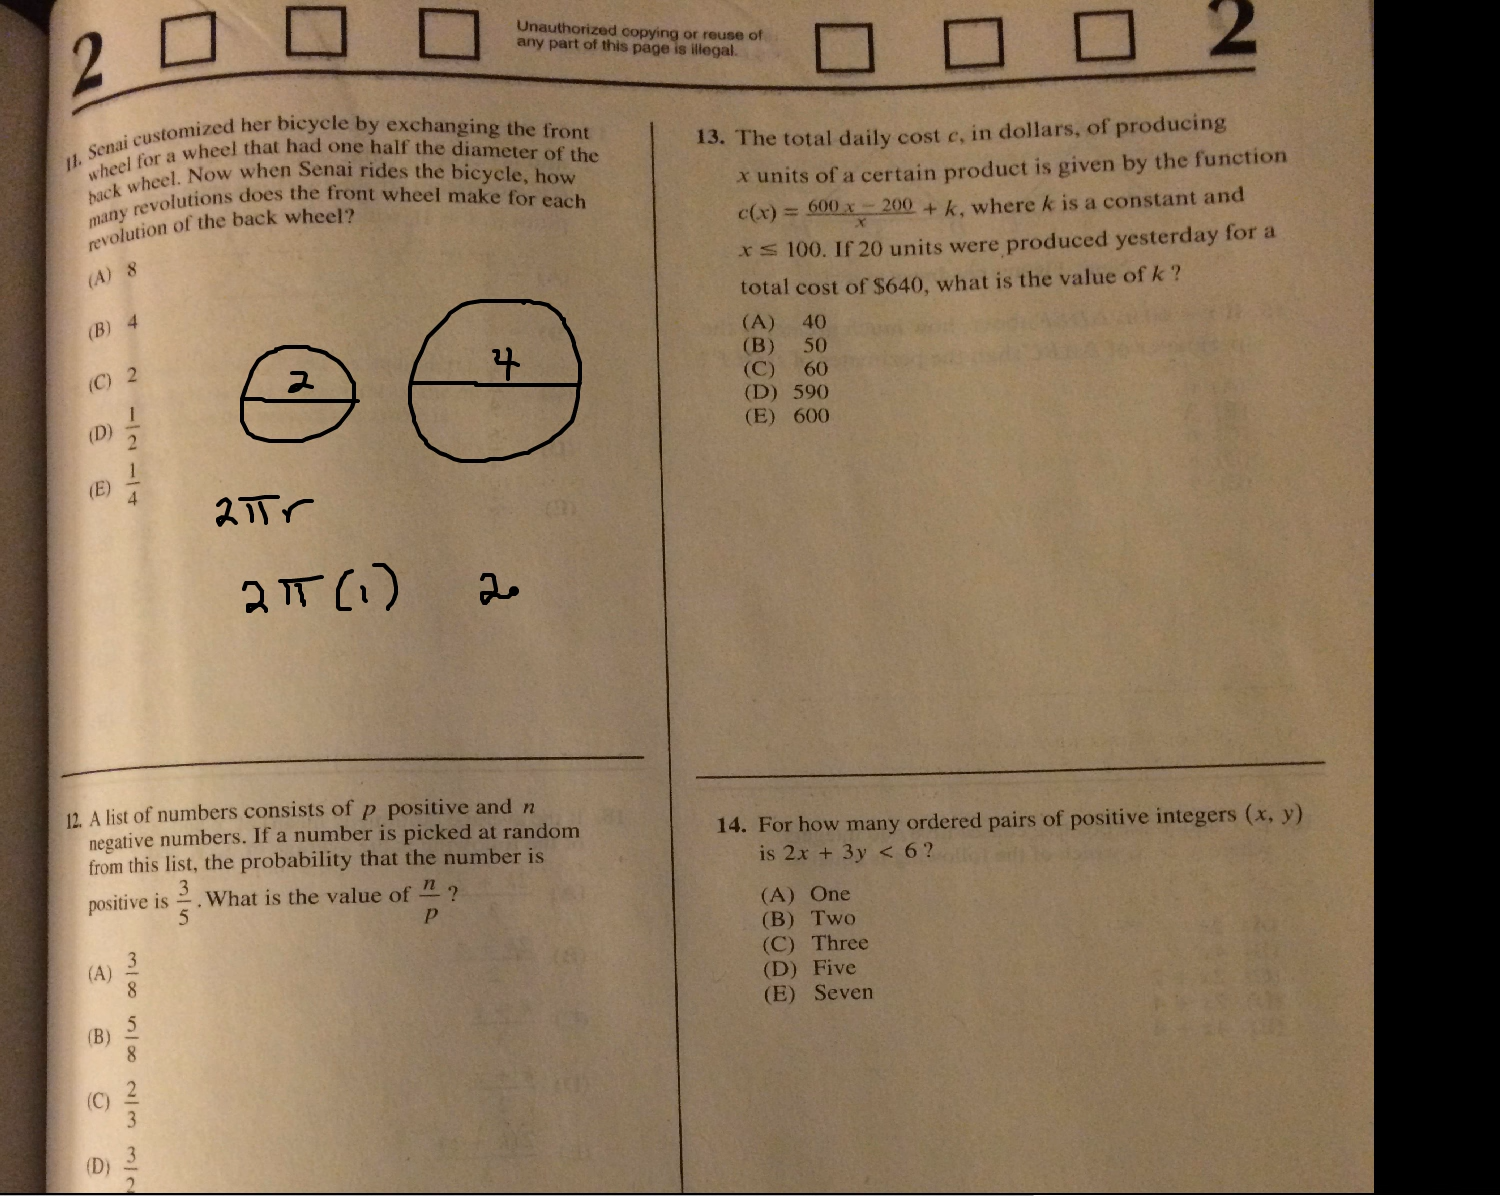 2
Unauthorized copying or reuse of
any part of this page is illegal.
2
11. Senai customized her bicycle by exchanging the front
wheel for a wheel that had one half the diameter of the
back wheel. Now when Senai rides the bicycle, how
many revolutions does the front wheel make for each
revolution of the back wheel?
(A) 8
(B) 4
(C) 2
(D) 1/2
(E) 1/4
2
4
2πr
2π(1) 2
12. A list of numbers consists of p positive and n
negative numbers. If a number is picked at random
from this list, the probability that the number is
positive is 3/5. What is the value of n/p ?
(A) 3/8
(B) 5/8
(C) 2/3
(D) 3/2
13. The total daily cost c, in dollars, of producing
x units of a certain product is given by the function
c(x) = (600x − 200)/x + k, where k is a constant and
x ≤ 100. If 20 units were produced yesterday for a
total cost of $640, what is the value of k ?
(A) 40
(B) 50
(C) 60
(D) 590
(E) 600
14. For how many ordered pairs of positive integers (x, y)
is 2x + 3y < 6 ?
(A) One
(B) Two
(C) Three
(D) Five
(E) Seven